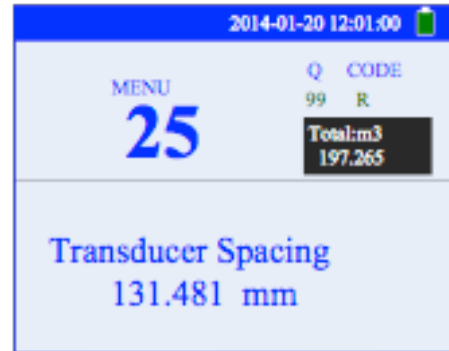 2014-01-20 12:01:00
MENU
25
Q CODE
99 R
Total:m3
197.265
Transducer Spacing
131.481 mm